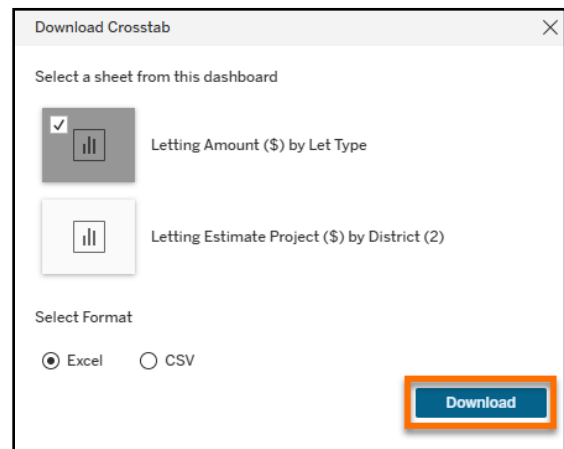 Download Crosstab
Select a sheet from this dashboard
Letting Amount ($) by Let Type
Letting Estimate Project ($) by District (2)
Select Format
Excel CSV
Download